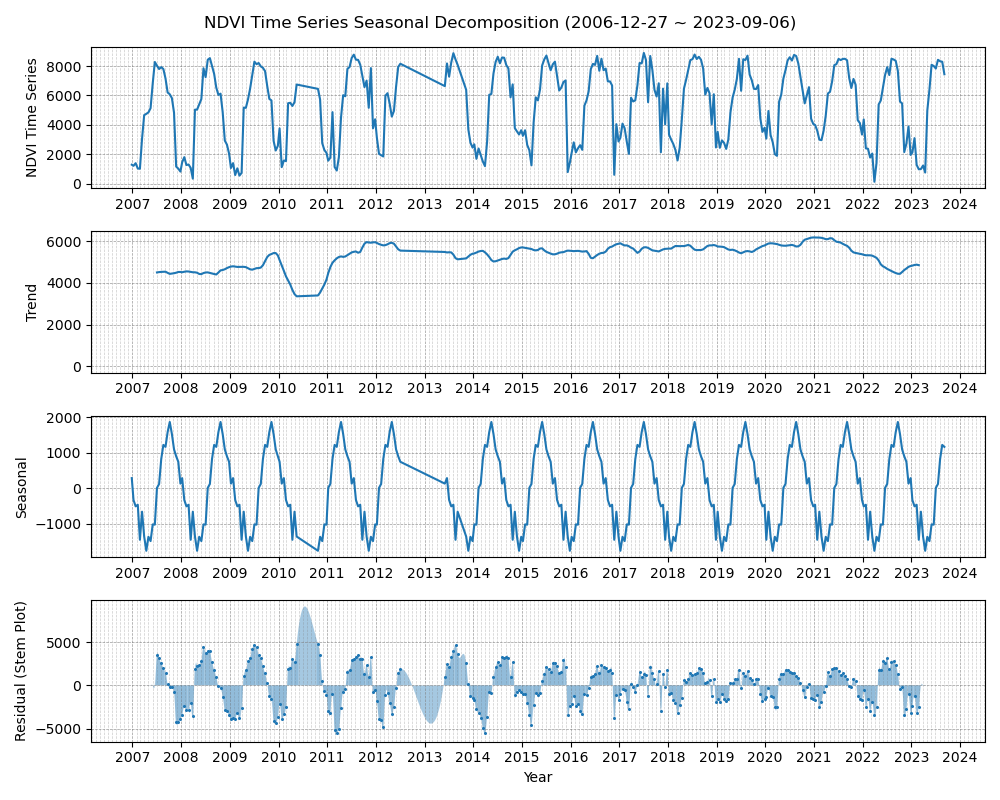 NDVI Time Series Seasonal Decomposition (2006-12-27 ~ 2023-09-06)
NDVI Time Series
8000
6000
4000
2000
0
2007 2008 2009 2010 2011 2012 2013 2014 2015 2016 2017 2018 2019 2020 2021 2022 2023 2024
Trend
6000
4000
2000
0
2007 2008 2009 2010 2011 2012 2013 2014 2015 2016 2017 2018 2019 2020 2021 2022 2023 2024
Seasonal
2000
1000
0
−1000
2007 2008 2009 2010 2011 2012 2013 2014 2015 2016 2017 2018 2019 2020 2021 2022 2023 2024
Residual (Stem Plot)
5000
0
−5000
2007 2008 2009 2010 2011 2012 2013 2014 2015 2016 2017 2018 2019 2020 2021 2022 2023 2024
Year